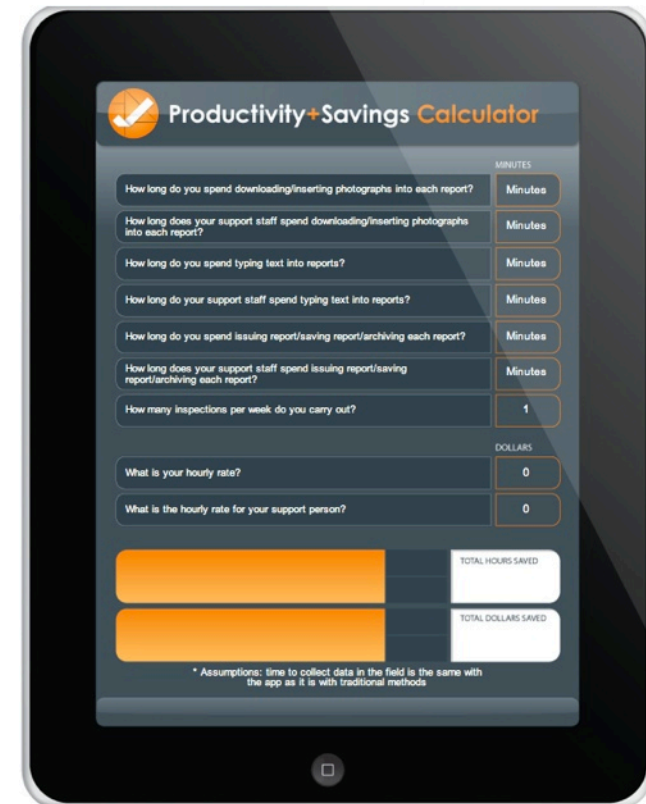 Productivity+Savings Calculator
MINUTES
How long do you spend downloading/inserting photographs into each report?
Minutes
How long does your support staff spend downloading/inserting photographs
into each report?
Minutes
How long do you spend typing text into reports?
Minutes
How long do your support staff spend typing text into reports?
Minutes
How long do you spend issuing report/saving report/archiving each report?
Minutes
How long does your support staff spend issuing report/saving
report/archiving each report?
Minutes
How many inspections per week do you carry out?
1
DOLLARS
What is your hourly rate?
0
What is the hourly rate for your support person?
0
TOTAL HOURS SAVED
TOTAL DOLLARS SAVED
* Assumptions: time to collect data in the field is the same with
the app as it is with traditional methods